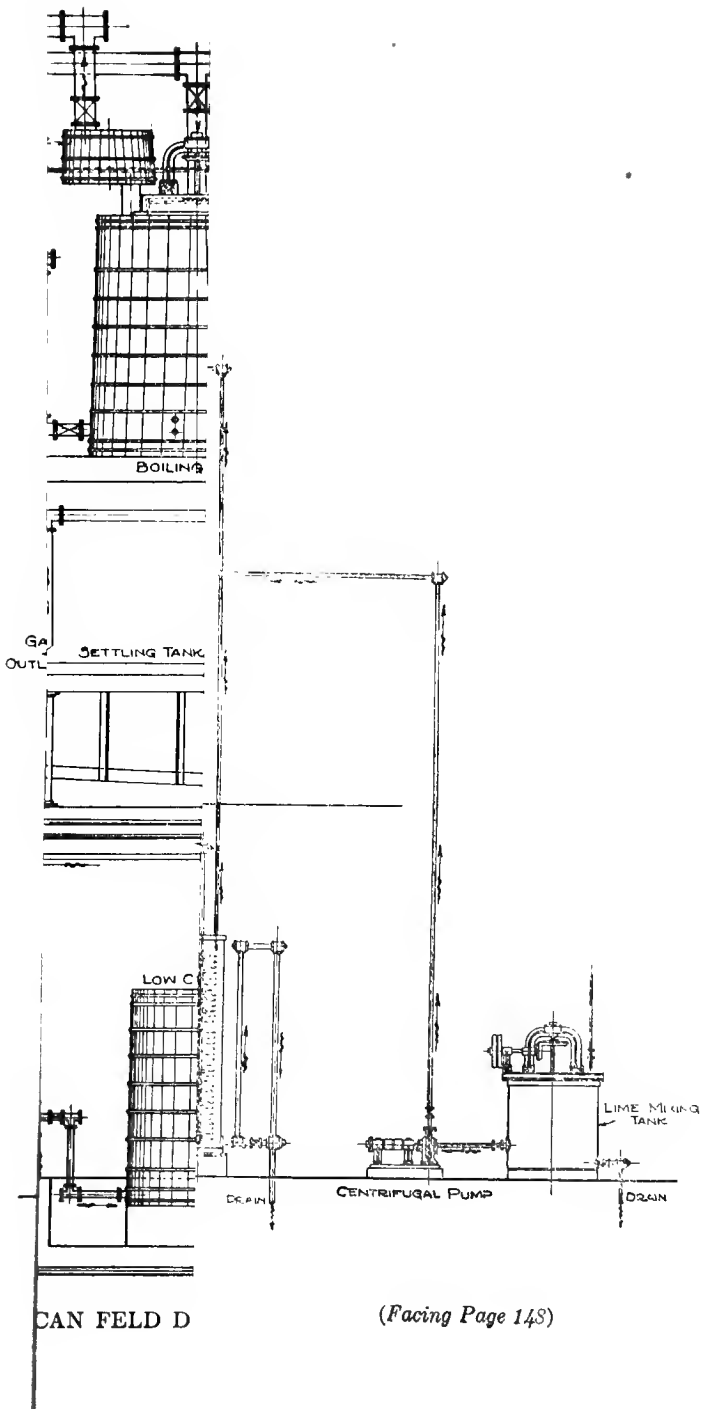 BOILING
GA
OUTL
SETTLING TANK
LOW C
LIME MIXING
TANK
DRAIN
CENTRIFUGAL PUMP
DRAIN
CAN FELD D
(Facing Page 148)